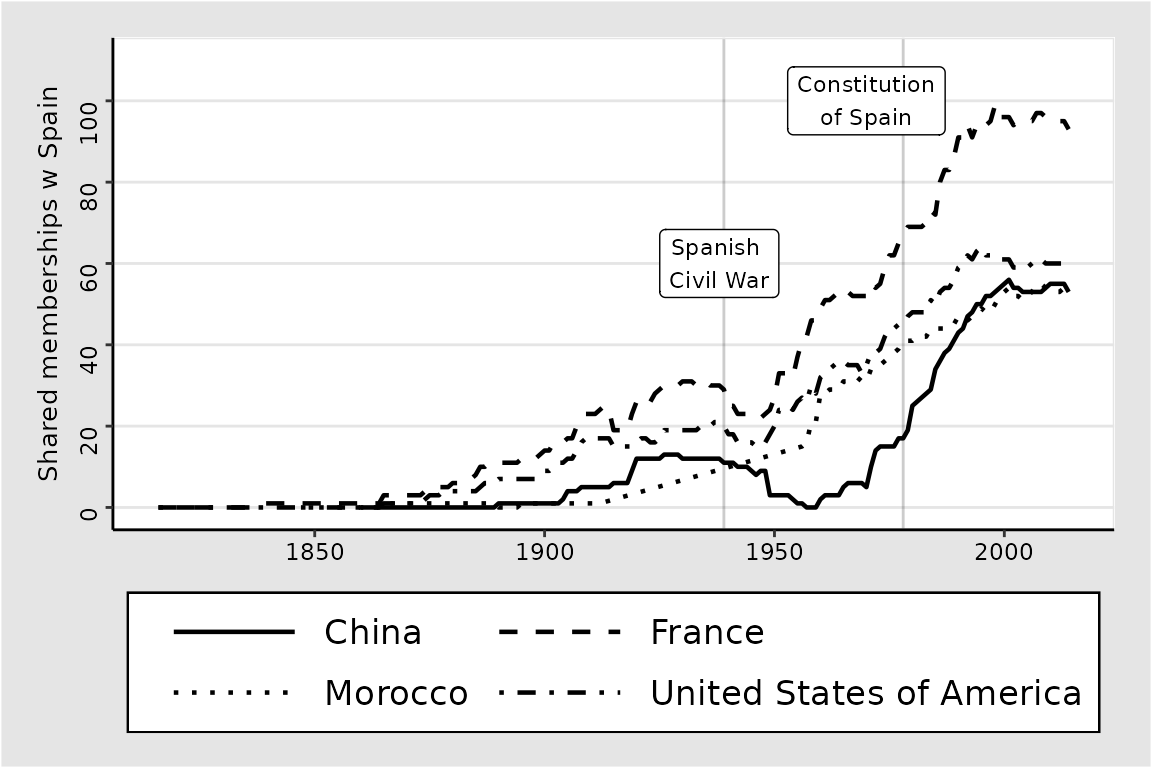 Shared memberships w Spain
100
80
60
40
20
0
Constitution
of Spain
Spanish
Civil War
1850
1900
1950
2000
China
France
Morocco
United States of America